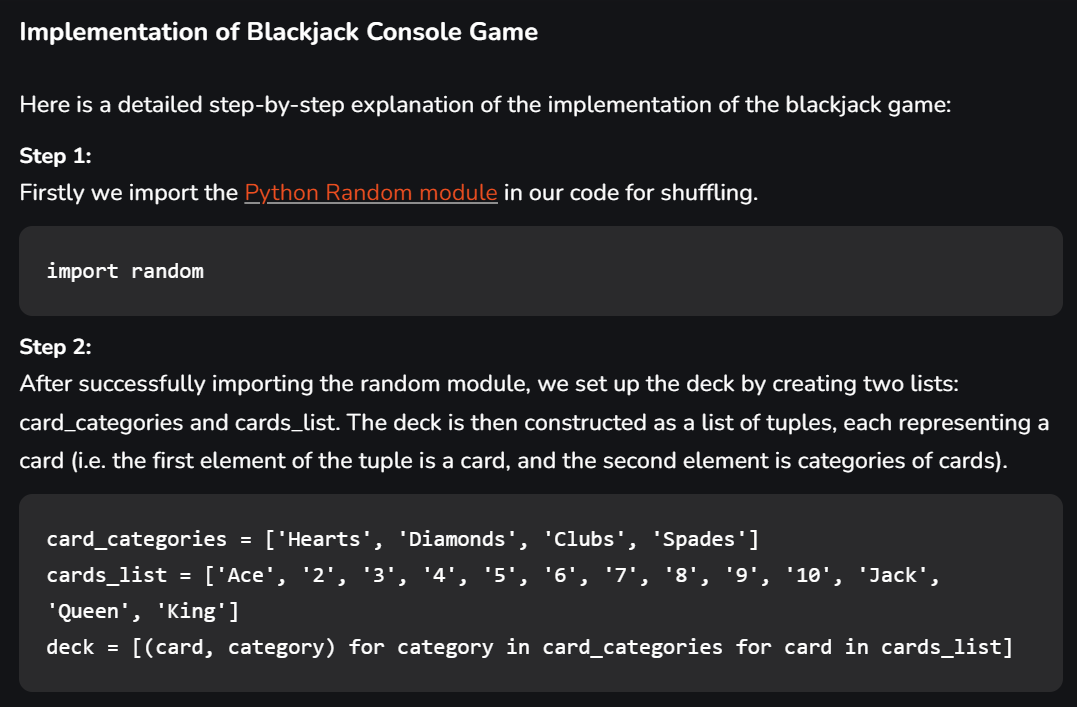 Implementation of Blackjack Console Game
Here is a detailed step-by-step explanation of the implementation of the blackjack game:
Step 1:
Firstly we import the Python Random module in our code for shuffling.
import random
Step 2:
After successfully importing the random module, we set up the deck by creating two lists:
card_categories and cards_list. The deck is then constructed as a list of tuples, each representing a
card (i.e. the first element of the tuple is a card, and the second element is categories of cards).
card_categories = ['Hearts', 'Diamonds', 'Clubs', 'Spades']
cards_list = ['Ace', '2', '3', '4', '5', '6', '7', '8', '9', '10', 'Jack',
'Queen', 'King']
deck = [(card, category) for category in card_categories for card in cards_list]